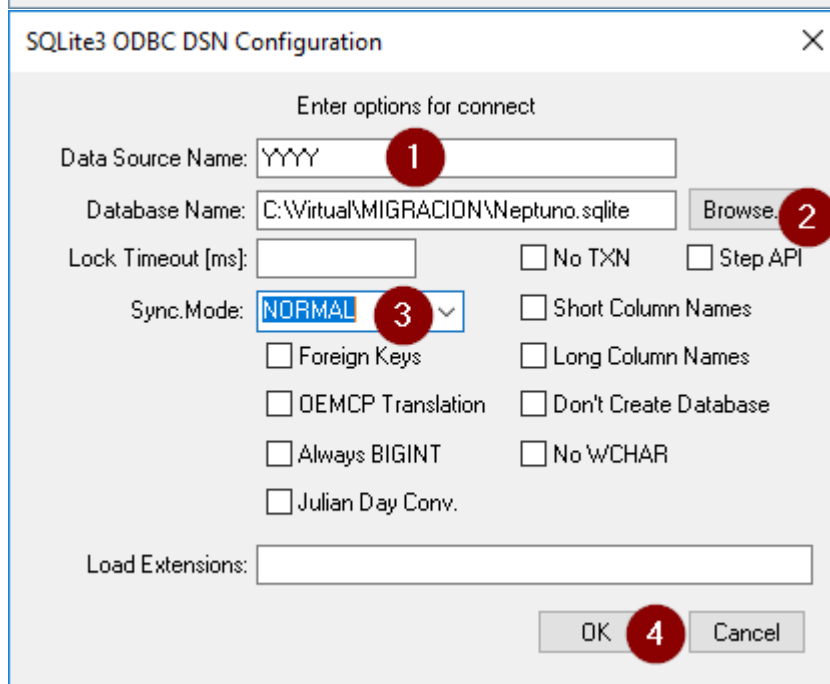 SQLite3 ODBC DSN Configuration
Enter options for connect
Data Source Name: YYYY 1
Database Name: C:\Virtual\MIGRACION\Neptuno.sqlite Browse. 2
Lock Timeout [ms]: No TXN Step API
Sync.Mode: NORMAL 3 Short Column Names
Foreign Keys Long Column Names
OEMCP Translation Don't Create Database
Always BIGINT No WCHAR
Julian Day Conv.
Load Extensions:
OK 4 Cancel